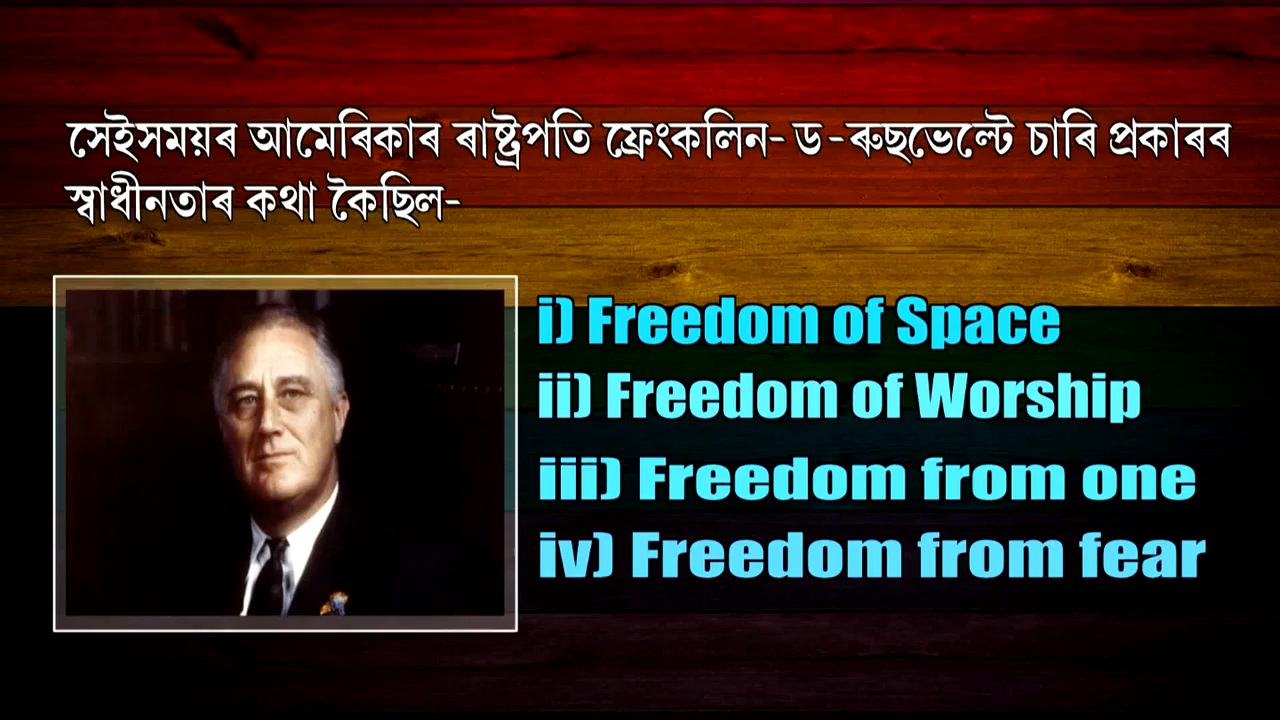 সেইসময়ৰ আমেৰিকাৰ ৰাষ্ট্ৰপতি ফ্ৰেংকলিন- ড -ৰুছভেল্টে চাৰি প্ৰকাৰৰ
স্বাধীনতাৰ কথা কৈছিল-
i) Freedom of Space
ii) Freedom of Worship
iii) Freedom from one
iv) Freedom from fear